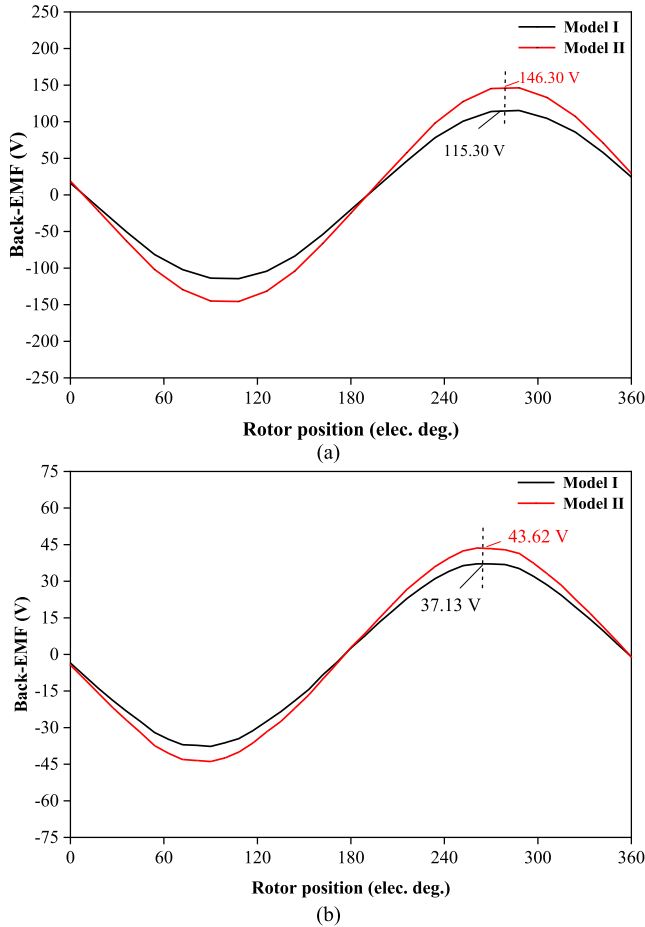 250
200
150
100
50
0
-50
-100
-150
-200
-250
Back-EMF (V)
Model I
Model II
146.30 V
115.30 V
0
60
120
180
240
300
360
Rotor position (elec. deg.)
(a)
75
60
45
30
15
0
-15
-30
-45
-60
-75
Back-EMF (V)
Model I
Model II
43.62 V
37.13 V
0
60
120
180
240
300
360
Rotor position (elec. deg.)
(b)